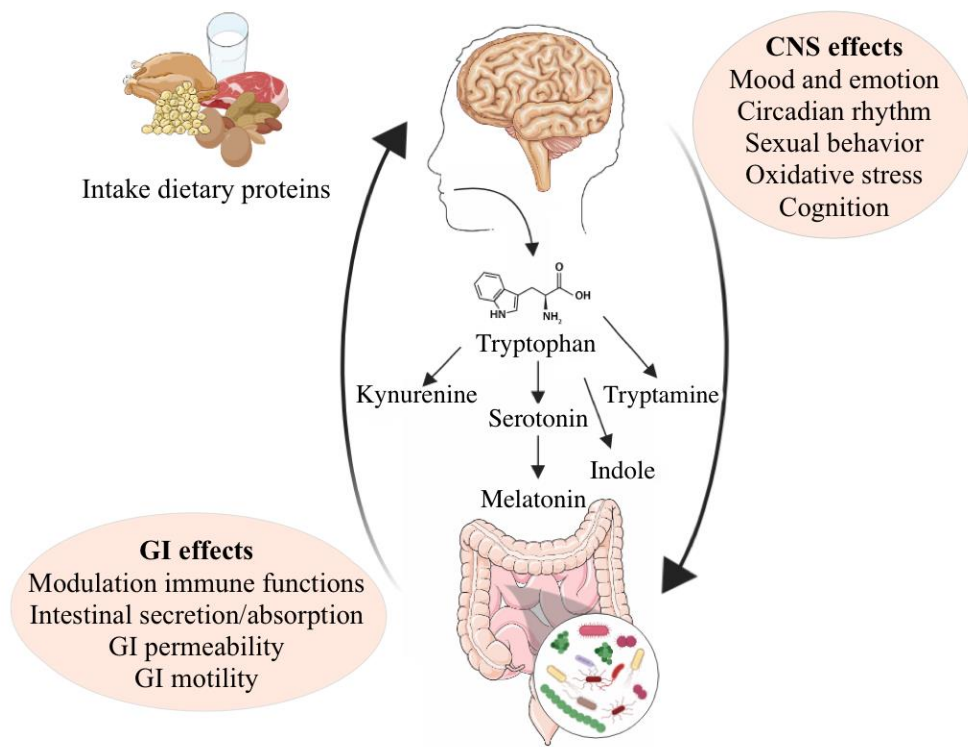 CNS effects
Mood and emotion
Circadian rhythm
Sexual behavior
Oxidative stress
Cognition
Intake dietary proteins
O
OH
HN
NH₂
Tryptophan
Kynurenine
Tryptamine
Serotonin
Indole
Melatonin
GI effects
Modulation immune functions
Intestinal secretion/absorption
GI permeability
GI motility